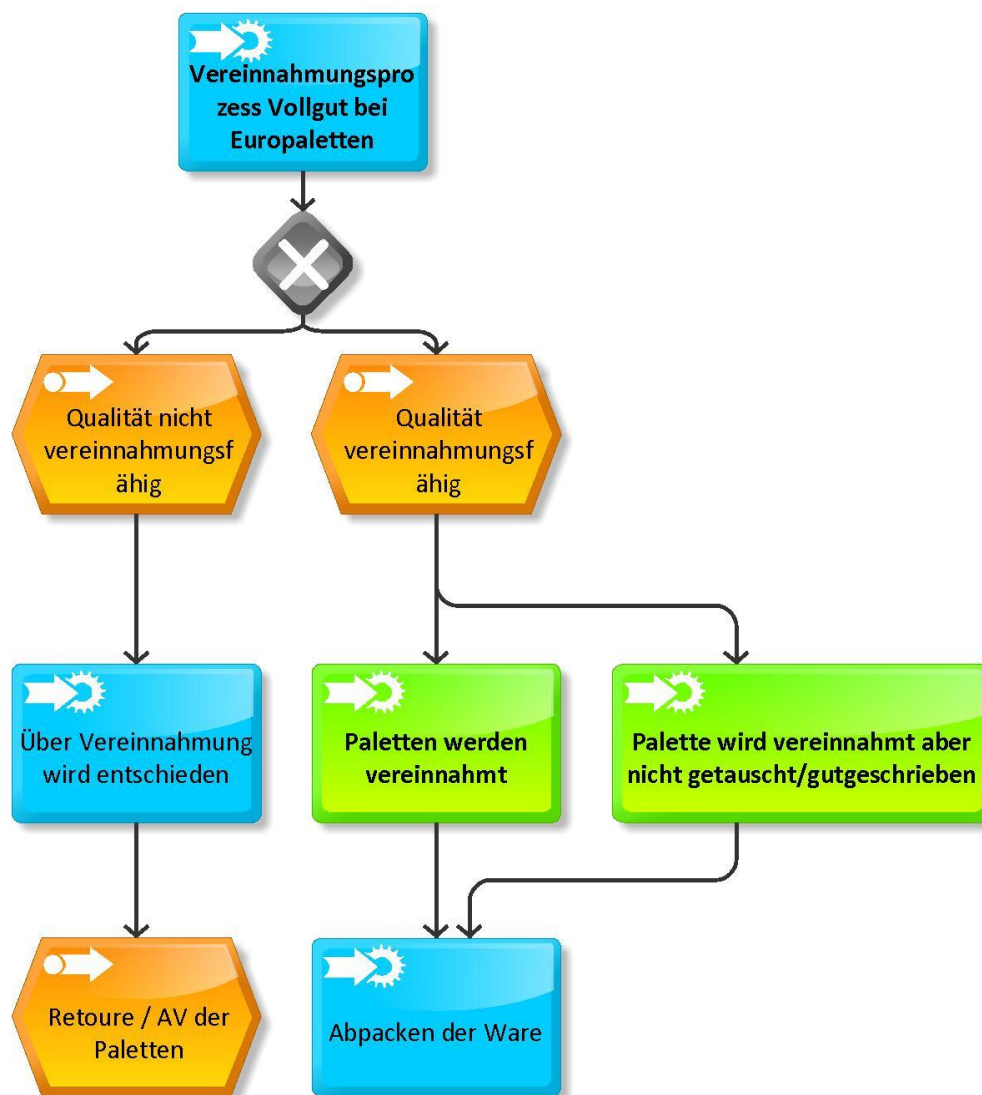 Vereinnahmungspro
zess Vollgut bei
Europaletten
Qualität nicht
vereinnahmungsf
ähig
Qualität
vereinnahmungsf
ähig
Über Vereinnahmung
wird entschieden
Paletten werden
vereinnahmt
Palette wird vereinnahmt aber
nicht getauscht/gutgeschrieben
Retoure / AV der
Paletten
Abpacken der Ware